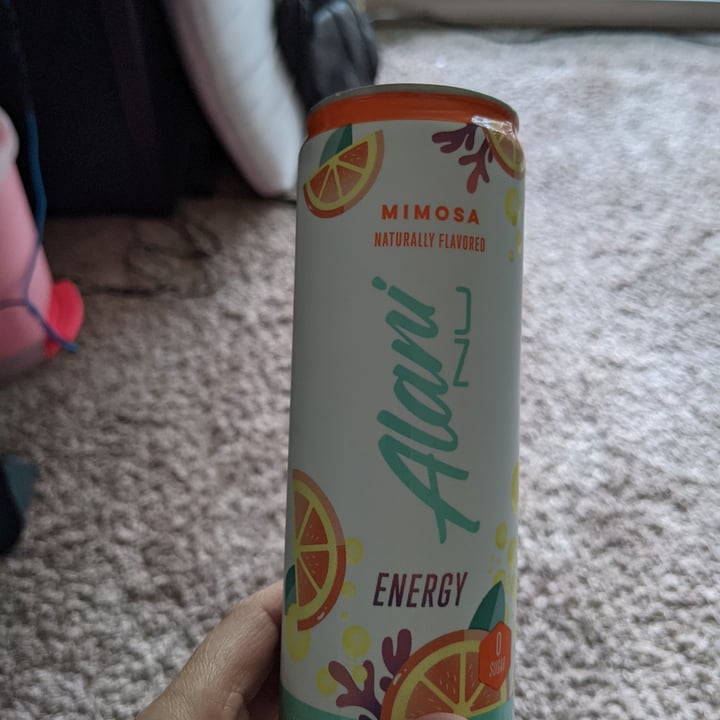 MIMOSA
NATURALLY FLAVORED
Alani
NU
ENERGY
0
SUGAR